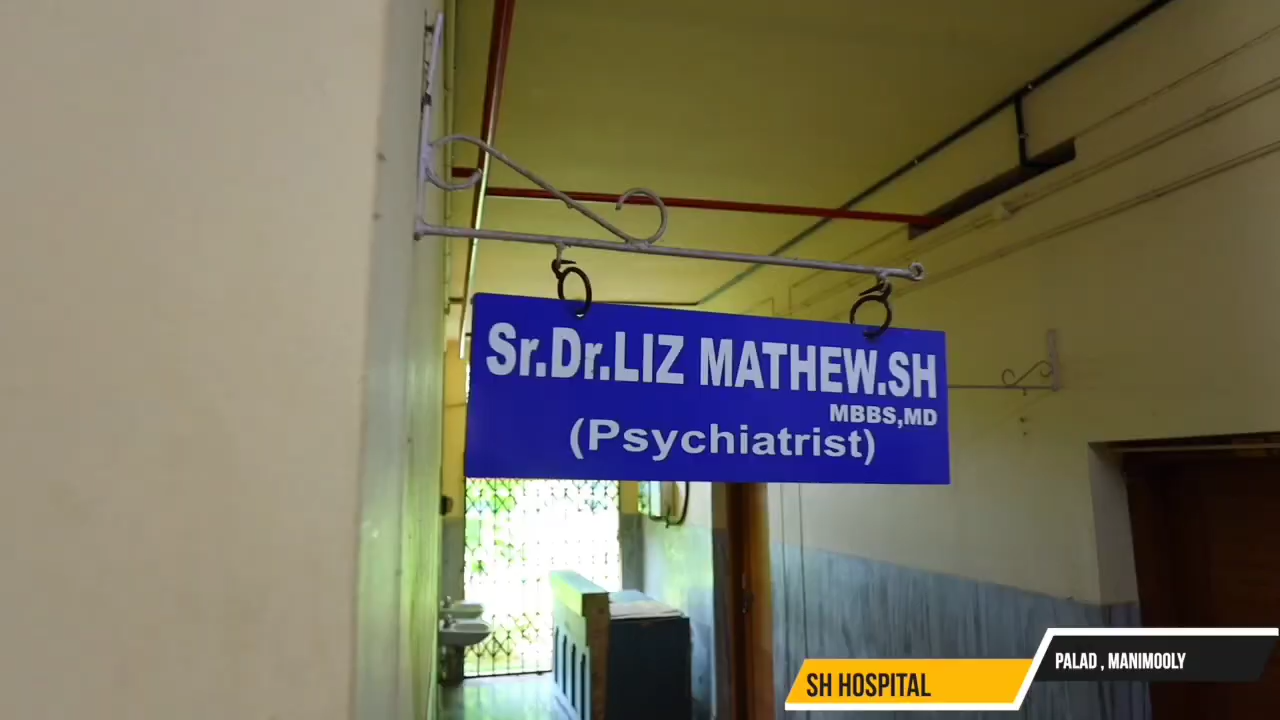 Sr.Dr.LIZ MATHEW.SH
MBBS,MD
(Psychiatrist)
SH HOSPITAL
PALAD , MANIMOOLY